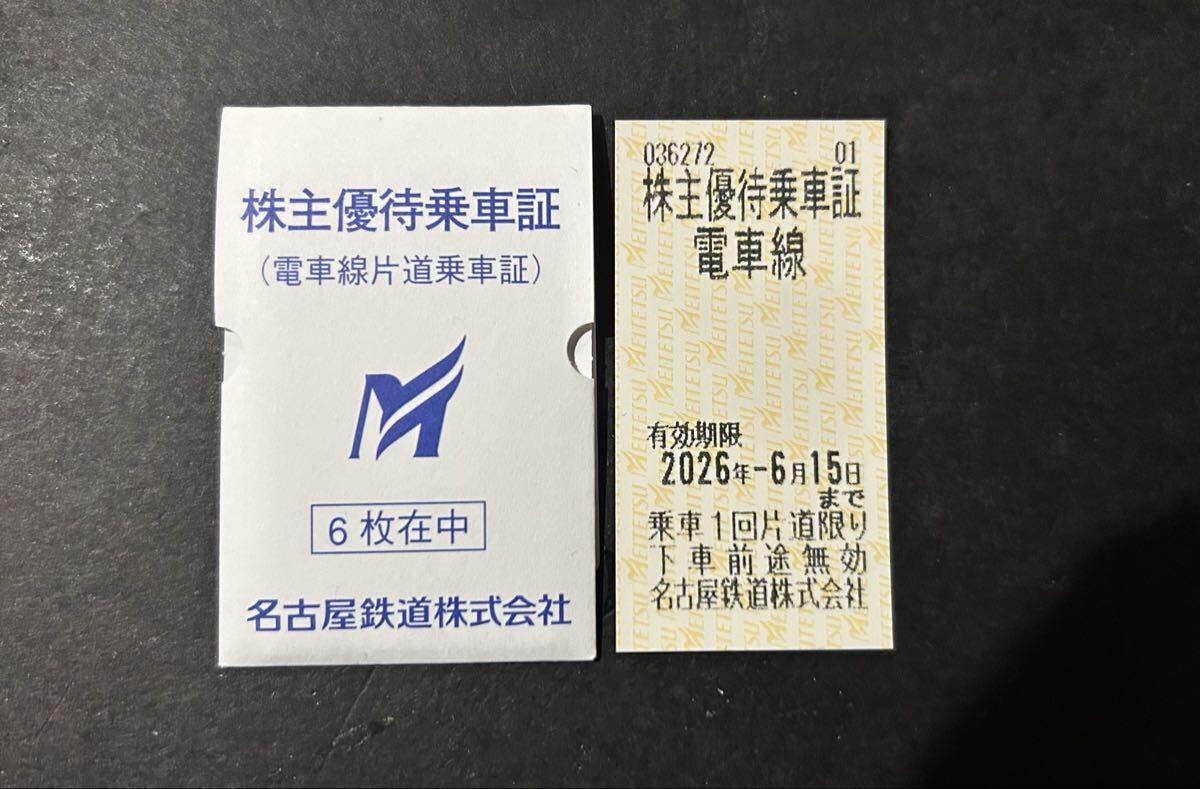 株主優待乗車証
（電車線片道乗車証）
6枚在中
名古屋鉄道株式会社
036272 01
株主優待乗車証
電車線
有効期限
2026年-6月15日
まで
乗車1回片道限り
下車前途無効
名古屋鉄道株式会社
MEITETSU